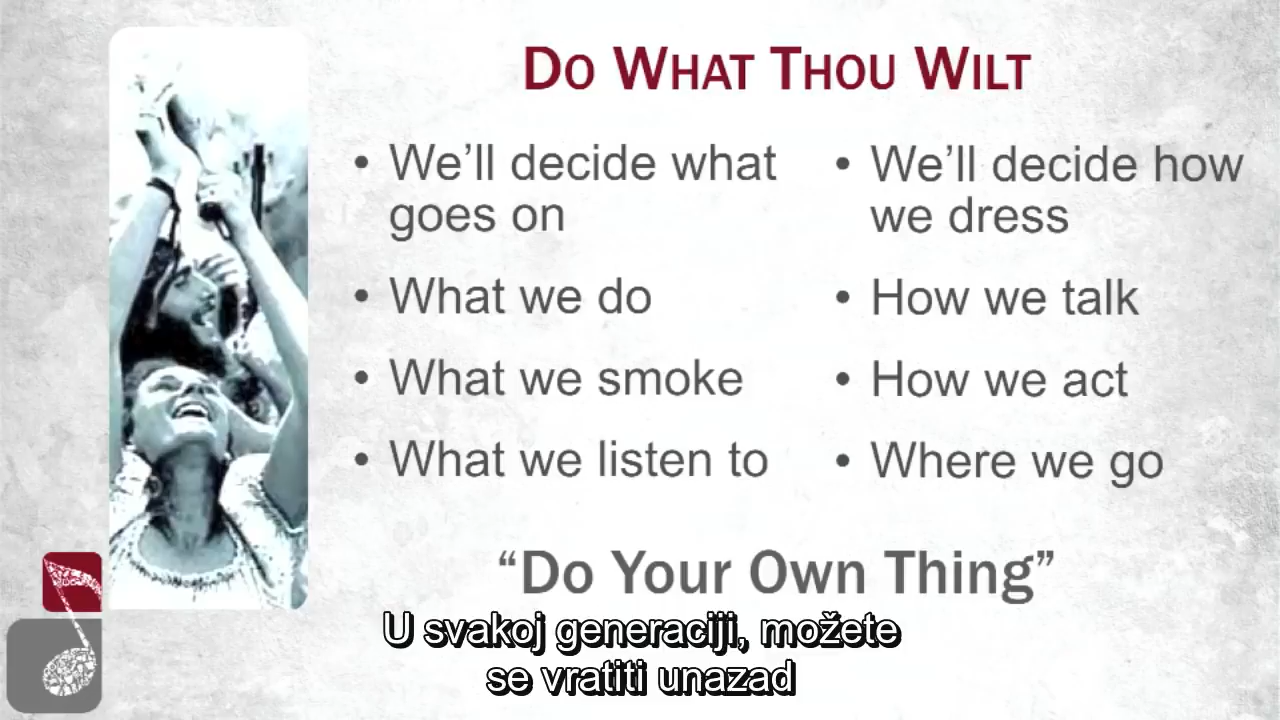 Do What Thou Wilt
• We'll decide what
goes on
• What we do
• What we smoke
• What we listen to
• We'll decide how
we dress
• How we talk
• How we act
• Where we go
“Do Your Own Thing”
U svakoj generaciji, možete
se vratiti unazad